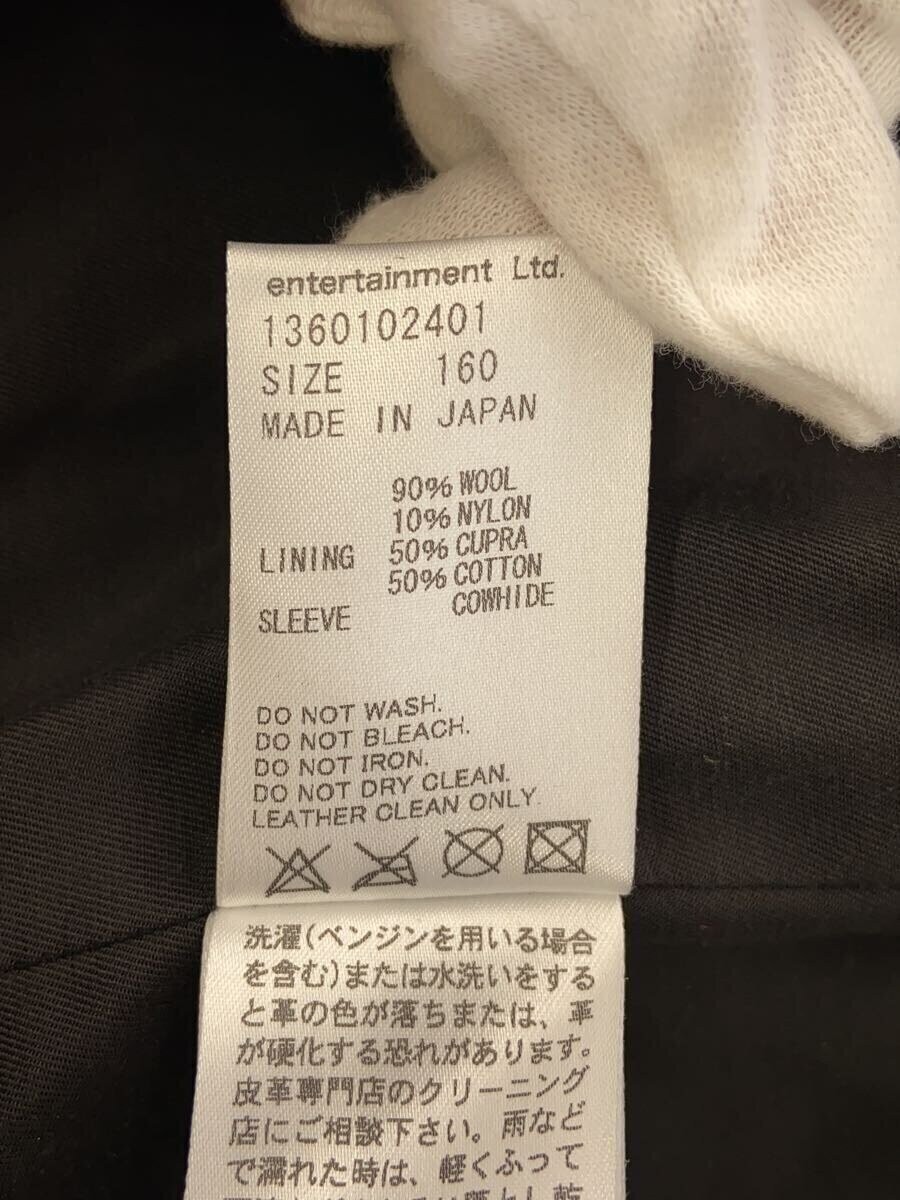 entertainment Ltd.
1360102401
SIZE 160
MADE IN JAPAN
90% WOOL
10% NYLON
LINING 50% CUPRA
50% COTTON
SLEEVE COWHIDE
DO NOT WASH.
DO NOT BLEACH.
DO NOT IRON.
DO NOT DRY CLEAN.
LEATHER CLEAN ONLY.
洗濯(ベンジンを用いる場合
を含む)または水洗いをする
と革の色が落ちまたは、革
が硬化する恐れがあります。
皮革専門店のクリーニング
店にご相談下さい。雨など
で濡れた時は、軽くふって